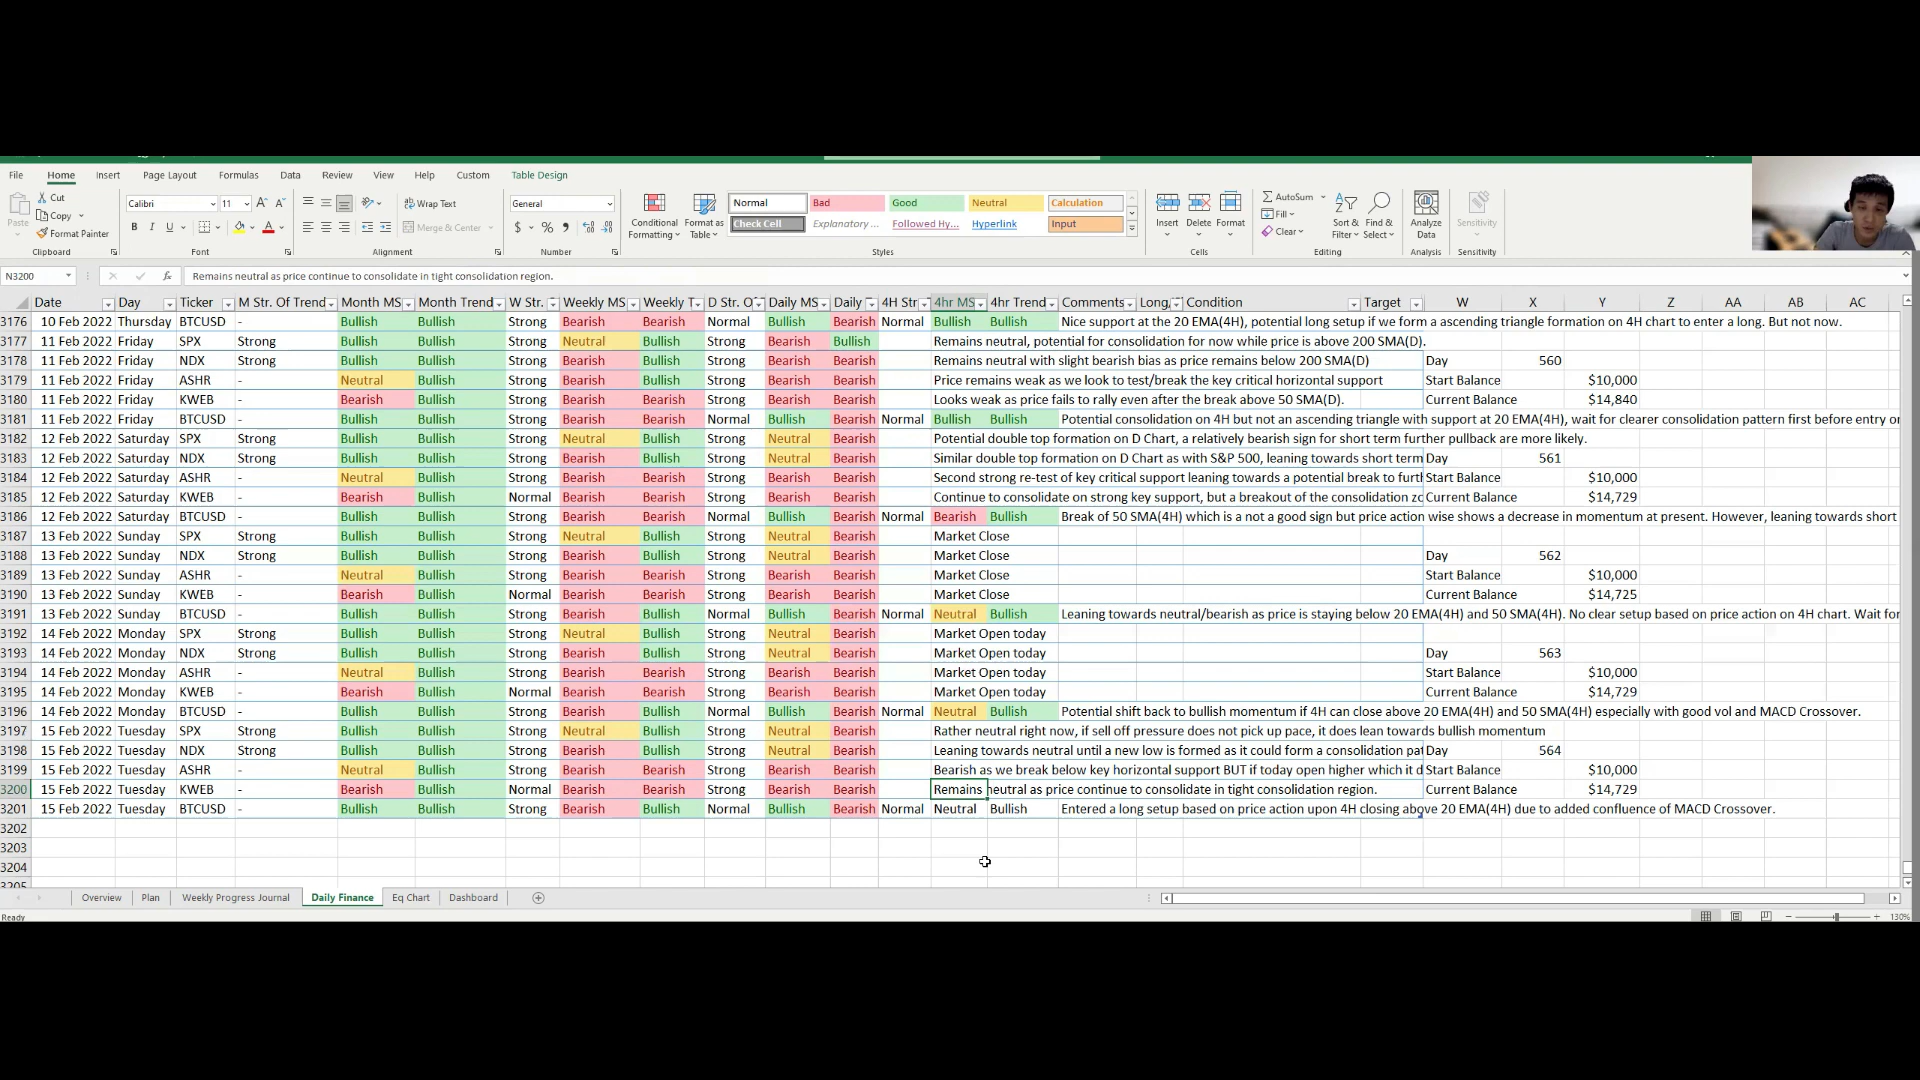 File Home Insert Page Layout Formulas Data Review View Help Custom Table Design
Cut Calibri 11 Wrap Text General Normal Bad Good Neutral Calculation AutoSum
Paste Copy Format Painter Merge & Center Conditional Formatting Format as Table Check Cell Explanatory ... Followed Hy... Hyperlink Input Insert Delete Format Fill Clear Sort & Filter Find & Select Analyze Data Sensitivity
Clipboard Font Alignment Number Styles Cells Editing Analysis Sensitivity
N3200 fx Remains neutral as price continue to consolidate in tight consolidation region.
Date Day Ticker M Str. Of Trend Month MS Month Trend W Str. Weekly MS Weekly T D Str. O Daily MS Daily 4H Str 4hr MS 4hr Trend Comments Long/ Condition Target W X Y Z AA AB AC
3176 10 Feb 2022 Thursday BTCUSD - Bullish Bullish Strong Bearish Bearish Normal Bullish Bearish Normal Bullish Bullish Nice support at the 20 EMA(4H), potential long setup if we form a ascending triangle formation on 4H chart to enter a long. But not now.
3177 11 Feb 2022 Friday SPX Strong Bullish Bullish Strong Neutral Bullish Strong Bearish Bullish Remains neutral, potential for consolidation for now while price is above 200 SMA(D).
3178 11 Feb 2022 Friday NDX Strong Bullish Bullish Strong Bearish Bullish Strong Bearish Bearish Remains neutral with slight bearish bias as price remains below 200 SMA(D) Day 560
3179 11 Feb 2022 Friday ASHR - Neutral Bullish Strong Bearish Bullish Strong Bearish Bearish Price remains weak as we look to test/break the key critical horizontal support Start Balance $10,000
3180 11 Feb 2022 Friday KWEB - Bearish Bullish Strong Bearish Bearish Strong Bearish Bearish Looks weak as price fails to rally even after the break above 50 SMA(D). Current Balance $14,840
3181 11 Feb 2022 Friday BTCUSD - Bullish Bullish Strong Bearish Bullish Normal Bullish Bearish Normal Bullish Bullish Potential consolidation on 4H but not an ascending triangle with support at 20 EMA(4H), wait for clearer consolidation pattern first before entry or
3182 12 Feb 2022 Saturday SPX Strong Bullish Bullish Strong Neutral Bullish Strong Neutral Bearish Potential double top formation on D Chart, a relatively bearish sign for short term further pullback are more likely.
3183 12 Feb 2022 Saturday NDX Strong Bullish Bullish Strong Bearish Bullish Strong Neutral Bearish Similar double top formation on D Chart as with S&P 500, leaning towards short term Day 561
3184 12 Feb 2022 Saturday ASHR - Neutral Bullish Strong Bearish Bearish Strong Bearish Bearish Second strong re-test of key critical support leaning towards a potential break to furt Start Balance $10,000
3185 12 Feb 2022 Saturday KWEB - Bearish Bullish Normal Bearish Bearish Strong Bearish Bearish Continue to consolidate on strong key support, but a breakout of the consolidation zo Current Balance $14,729
3186 12 Feb 2022 Saturday BTCUSD - Bullish Bullish Strong Bearish Bearish Normal Bullish Bearish Normal Bearish Bullish Break of 50 SMA(4H) which is a not a good sign but price action wise shows a decrease in momentum at present. However, leaning towards short
3187 13 Feb 2022 Sunday SPX Strong Bullish Bullish Strong Neutral Bullish Strong Neutral Bearish Market Close
3188 13 Feb 2022 Sunday NDX Strong Bullish Bullish Strong Bearish Bullish Strong Neutral Bearish Market Close Day 562
3189 13 Feb 2022 Sunday ASHR - Neutral Bullish Strong Bearish Bearish Strong Bearish Bearish Market Close Start Balance $10,000
3190 13 Feb 2022 Sunday KWEB - Bearish Bullish Normal Bearish Bearish Strong Bearish Bearish Market Close Current Balance $14,725
3191 13 Feb 2022 Sunday BTCUSD - Bullish Bullish Strong Bearish Bullish Normal Bullish Bearish Normal Neutral Bullish Leaning towards neutral/bearish as price is staying below 20 EMA(4H) and 50 SMA(4H). No clear setup based on price action on 4H chart. Wait for
3192 14 Feb 2022 Monday SPX Strong Bullish Bullish Strong Neutral Bullish Strong Neutral Bearish Market Open today
3193 14 Feb 2022 Monday NDX Strong Bullish Bullish Strong Bearish Bullish Strong Neutral Bearish Market Open today Day 563
3194 14 Feb 2022 Monday ASHR - Neutral Bullish Strong Bearish Bearish Strong Bearish Bearish Market Open today Start Balance $10,000
3195 14 Feb 2022 Monday KWEB - Bearish Bullish Normal Bearish Bearish Strong Bearish Bearish Market Open today Current Balance $14,729
3196 14 Feb 2022 Monday BTCUSD - Bullish Bullish Strong Bearish Bullish Normal Bullish Bearish Normal Neutral Bullish Potential shift back to bullish momentum if 4H can close above 20 EMA(4H) and 50 SMA(4H) especially with good vol and MACD Crossover.
3197 15 Feb 2022 Tuesday SPX Strong Bullish Bullish Strong Neutral Bullish Strong Neutral Bearish Rather neutral right now, if sell off pressure does not pick up pace, it does lean towards bullish momentum
3198 15 Feb 2022 Tuesday NDX Strong Bullish Bullish Strong Bearish Bullish Strong Neutral Bearish Leaning towards neutral until a new low is formed as it could form a consolidation pat Day 564
3199 15 Feb 2022 Tuesday ASHR - Neutral Bullish Strong Bearish Bearish Strong Bearish Bearish Bearish as we break below key horizontal support BUT if today open higher which it d Start Balance $10,000
3200 15 Feb 2022 Tuesday KWEB - Bearish Bullish Normal Bearish Bearish Strong Bearish Bearish Remains neutral as price continue to consolidate in tight consolidation region. Current Balance $14,729
3201 15 Feb 2022 Tuesday BTCUSD - Bullish Bullish Strong Bearish Bullish Normal Bullish Bearish Normal Neutral Bullish Entered a long setup based on price action upon 4H closing above 20 EMA(4H) due to added confluence of MACD Crossover.
3202
3203
3204
3205
Overview Plan Weekly Progress Journal Daily Finance Eq Chart Dashboard
Ready 130%